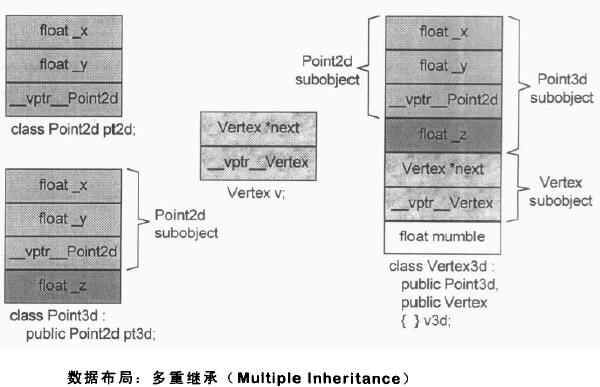 float _x
float _y
__vptr__Point2d
class Point2d pt2d;
float _x
float _y
__vptr__Point2d
float _z
Point2d
subobject
class Point3d :
public Point2d pt3d;
Vertex *next
__vptr__Vertex
Vertex v;
Point2d
subobject
float _x
float _y
__vptr__Point2d
float _z
Vertex *next
__vptr__Vertex
float mumble
Point3d
subobject
Vertex
subobject
class Vertex3d :
public Point3d,
public Vertex
{ } v3d;
数据布局：多重继承（Multiple Inheritance）